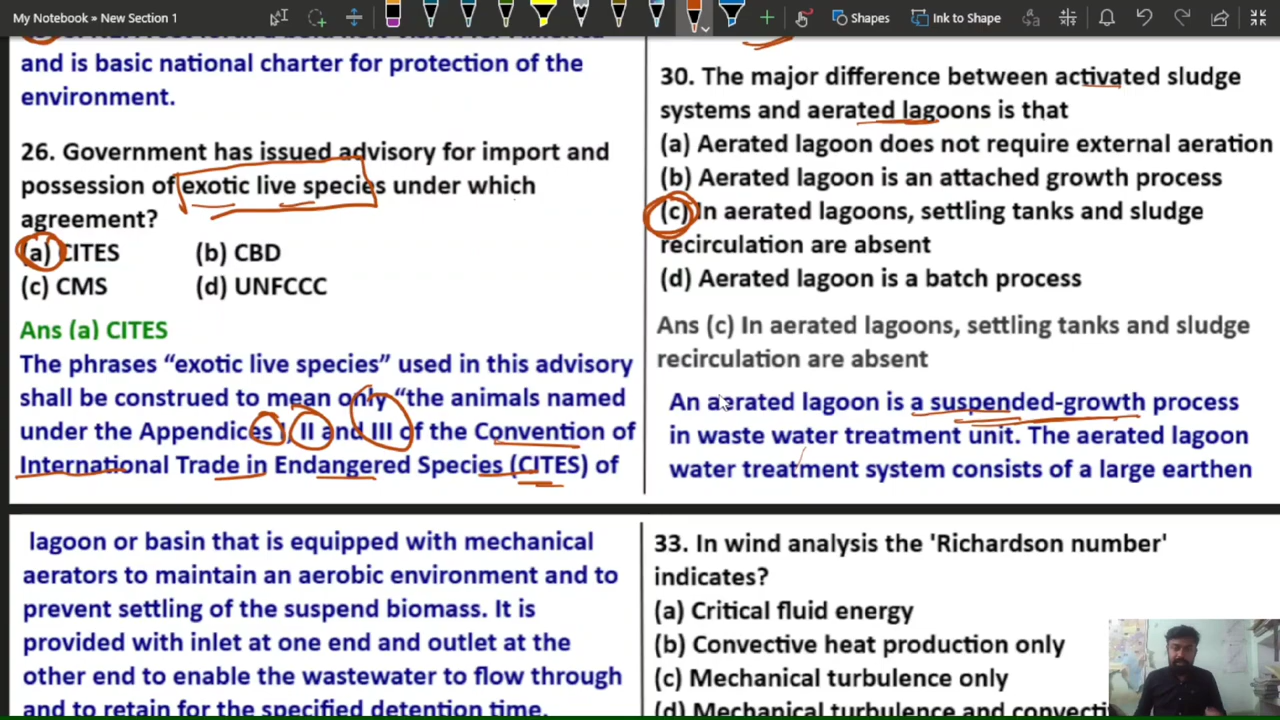 My Notebook » New Section 1
Shapes
Ink to Shape
and is basic national charter for protection of the
environment.
26. Government has issued advisory for import and
possession of exotic live species under which
agreement?
(a) CITES (b) CBD
(c) CMS (d) UNFCCC
Ans (a) CITES
The phrases “exotic live species” used in this advisory
shall be construed to mean only “the animals named
under the Appendices I, II and III of the Convention of
International Trade in Endangered Species (CITES) of
30. The major difference between activated sludge
systems and aerated lagoons is that
(a) Aerated lagoon does not require external aeration
(b) Aerated lagoon is an attached growth process
(c) In aerated lagoons, settling tanks and sludge
recirculation are absent
(d) Aerated lagoon is a batch process
Ans (c) In aerated lagoons, settling tanks and sludge
recirculation are absent
An aerated lagoon is a suspended-growth process
in waste water treatment unit. The aerated lagoon
water treatment system consists of a large earthen
lagoon or basin that is equipped with mechanical
aerators to maintain an aerobic environment and to
prevent settling of the suspend biomass. It is
provided with inlet at one end and outlet at the
other end to enable the wastewater to flow through
and to retain for the specified detention time.
33. In wind analysis the 'Richardson number'
indicates?
(a) Critical fluid energy
(b) Convective heat production only
(c) Mechanical turbulence only
(d) Mechanical turbulence and